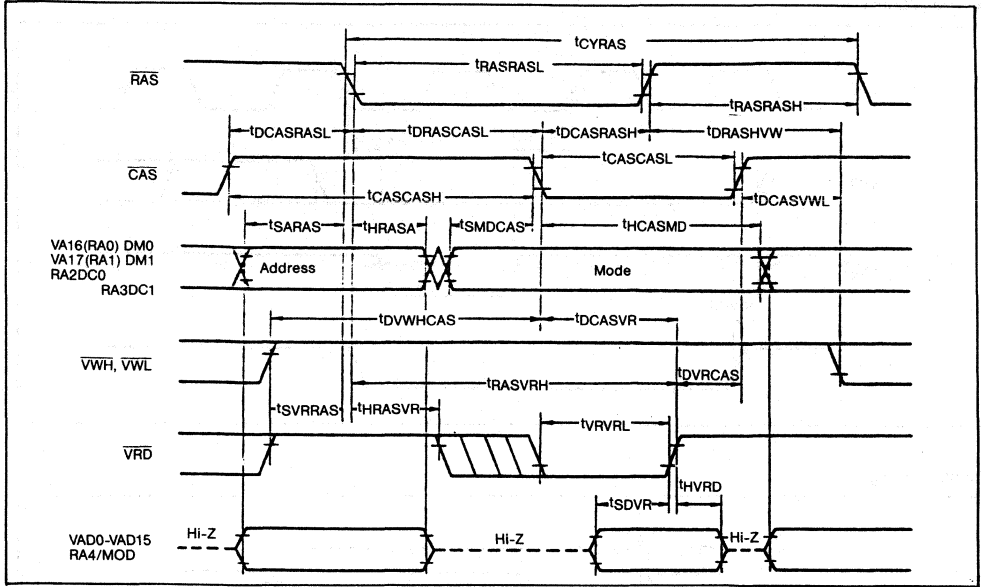 tCYRAS
tRASRASL
RAS
tRASRASH
tDCASRASL tDRASCASL tDCASRASH tDRASHVW
tCASCASL
CAS
tCASCASH tDCASVWL
tSARAS tHRASA tSMDCAS tHCASMD
VA16(RA0) DM0
VA17(RA1) DM1
RA2DC0
RA3DC1
Address Mode
tDVWHCAS tDCASVR
VWH, VWL
tRASVRH tDVRCAS
tSVRRAS tHRASVR tVRVRL
VRD
tSDVR tHVRD
VAD0-VAD15
RA4/MOD
Hi-Z Hi-Z Hi-Z